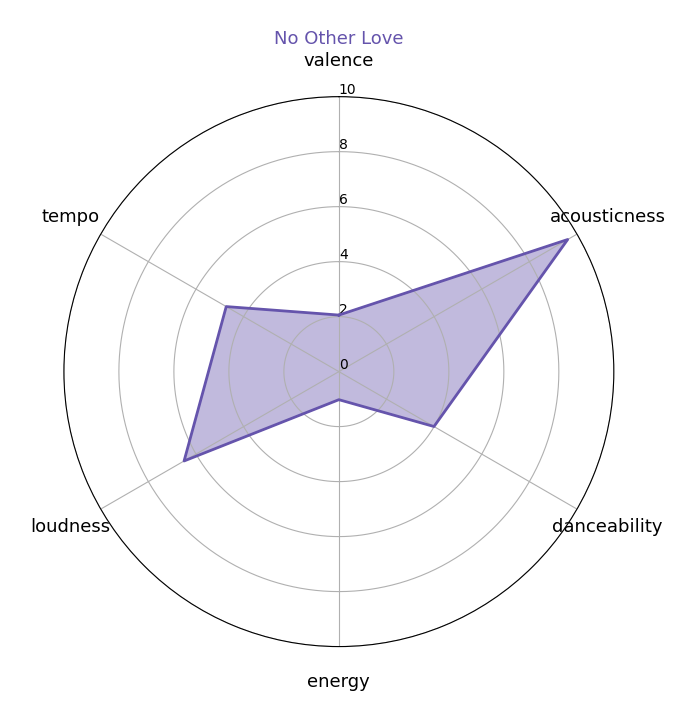 No Other Love
valence
10
8
6
4
2
0
tempo
acousticness
loudness
danceability
energy